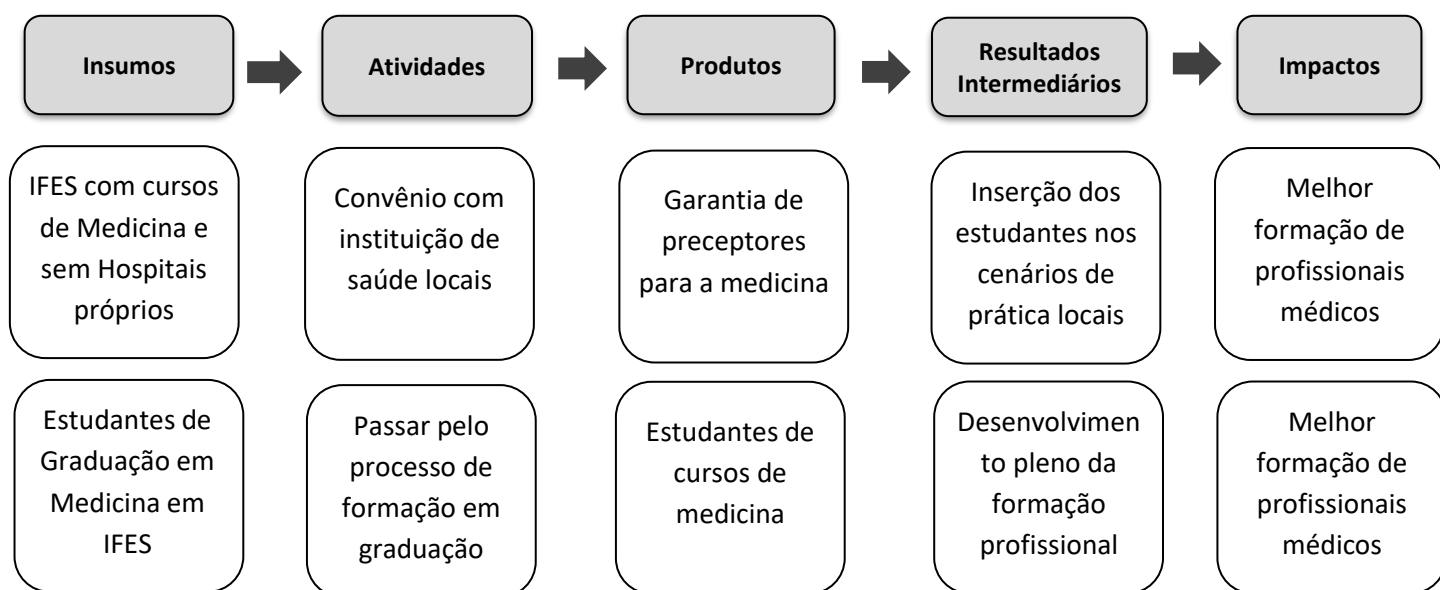 Insumos
Atividades
Produtos
Resultados
Intermediários
Impactos
IFES com cursos
de Medicina e
sem Hospitais
próprios
Convênio com
instituição de
saúde locais
Garantia de
preceptores
para a medicina
Inserção dos
estudantes nos
cenários de
prática locais
Melhor
formação de
profissionais
médicos
Estudantes de
Graduação em
Medicina em
IFES
Passar pelo
processo de
formação em
graduação
Estudantes de
cursos de
medicina
Desenvolvimen
to pleno da
formação
profissional
Melhor
formação de
profissionais
médicos